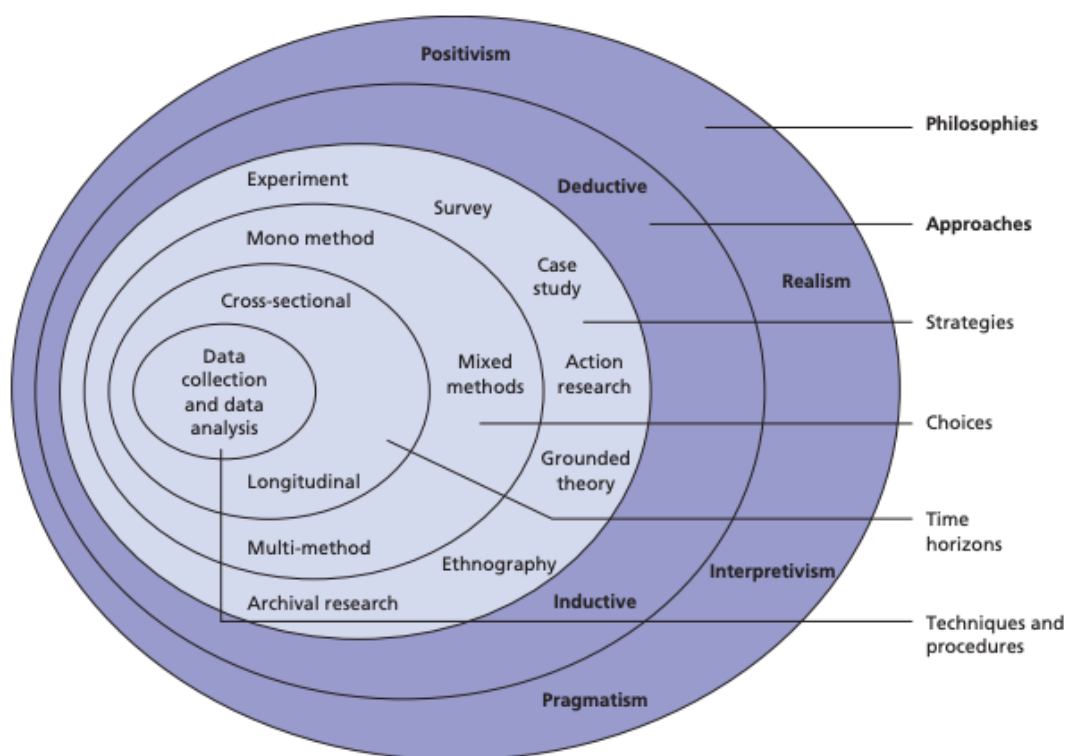 Positivism
Philosophies
Experiment
Deductive
Survey
Approaches
Mono method
Case
study
Realism
Cross-sectional
Strategies
Data
collection
and data
analysis
Mixed
methods
Action
research
Choices
Longitudinal
Grounded
theory
Time
horizons
Multi-method
Ethnography
Interpretivism
Archival research
Inductive
Techniques and
procedures
Pragmatism